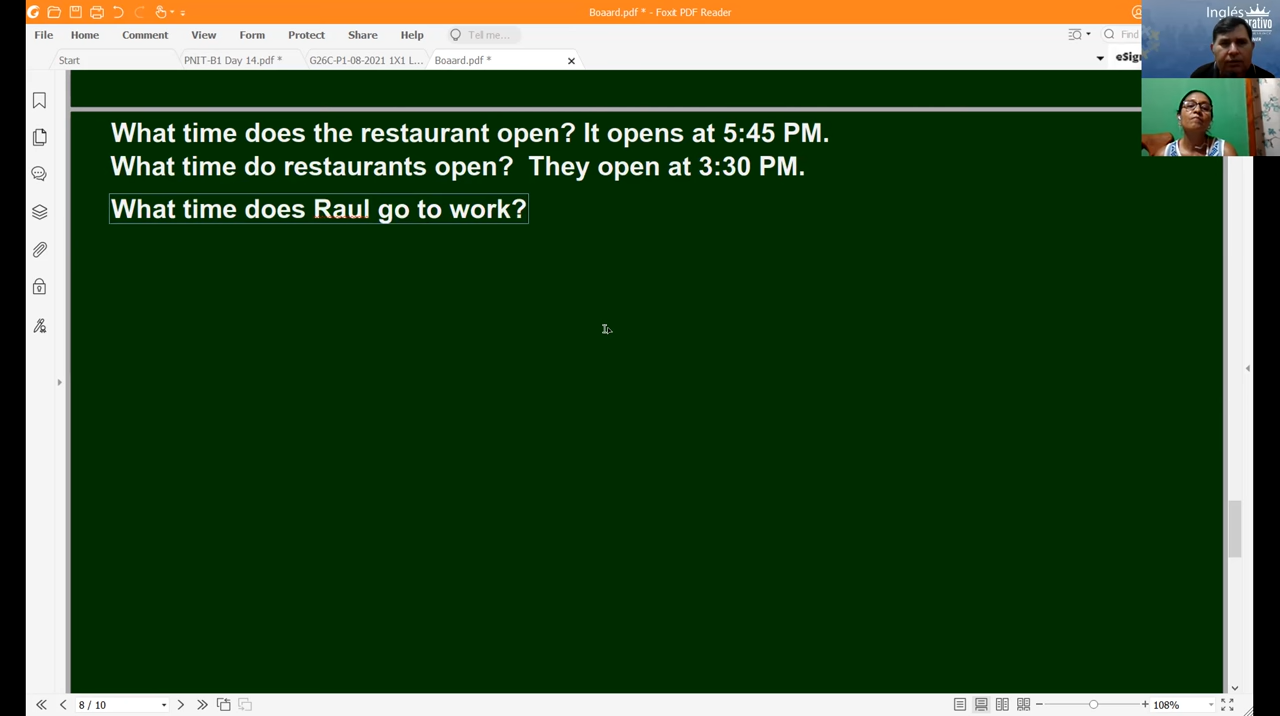 Boaard.pdf * - Foxit PDF Reader
File Home Comment View Form Protect Share Help Tell me... Find
Start PNIT-B1 Day 14.pdf * G26C-P1-08-2021 1X1 L... Boaard.pdf * eSign
Inglés
What time does the restaurant open? It opens at 5:45 PM.
What time do restaurants open? They open at 3:30 PM.
What time does Raul go to work?
8 / 10 108%